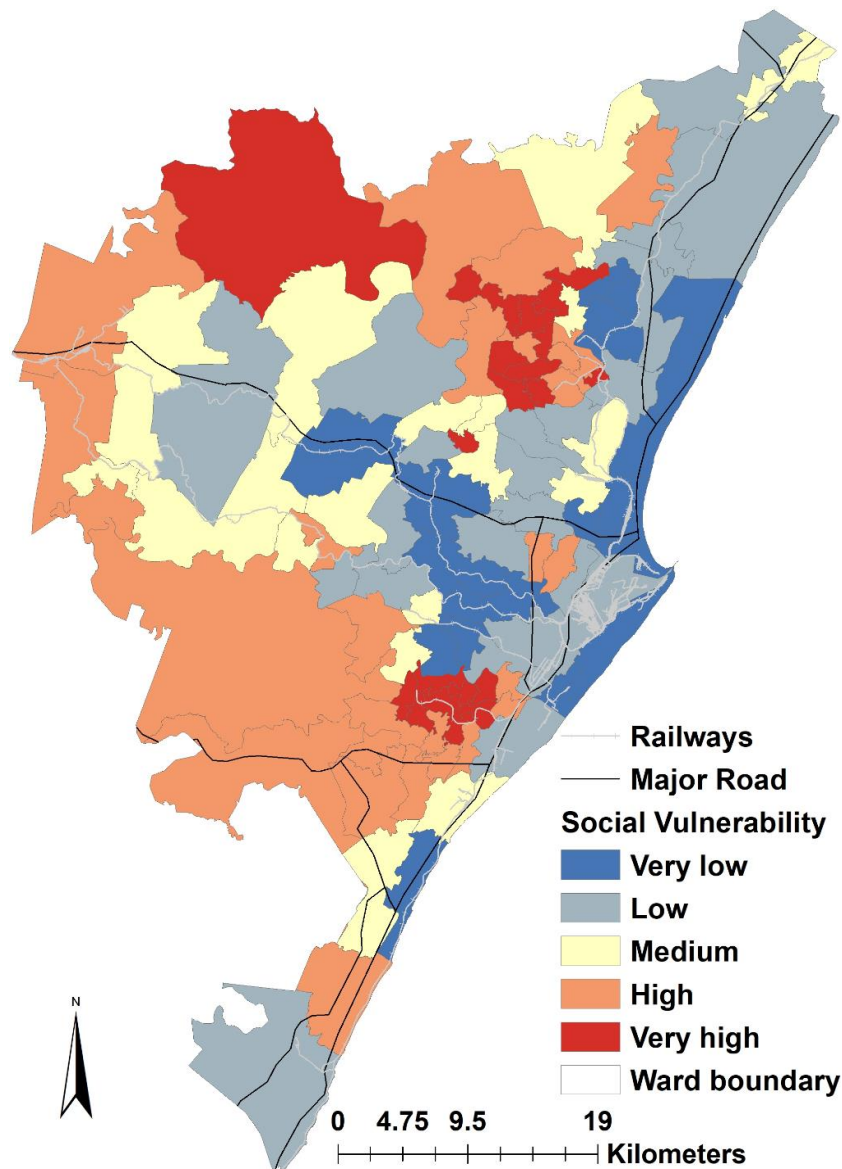 Railways
Major Road
Social Vulnerability
Very low
Low
Medium
High
Very high
Ward boundary
N
0 4.75 9.5 19
Kilometers